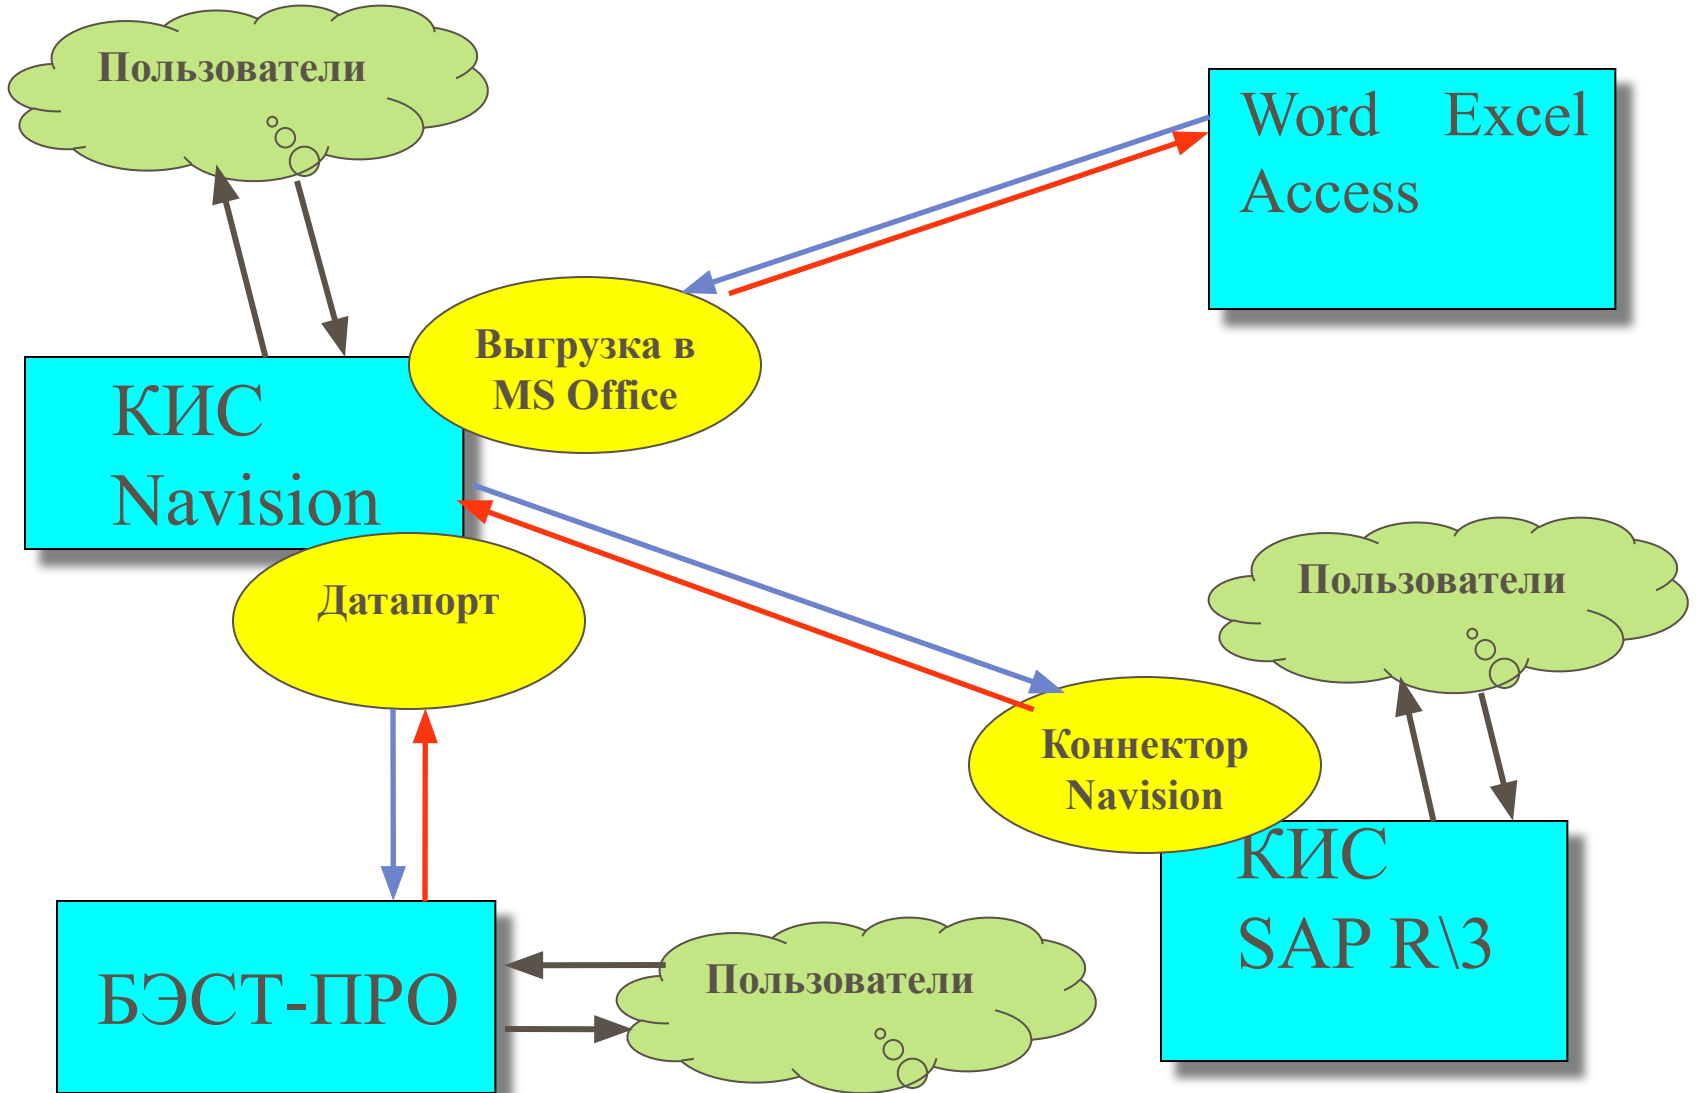 Пользователи
Word Excel
Access
Выгрузка в
MS Office
КИС
Navision
Датапорт
Пользователи
Коннектор
Navision
КИС
SAP R\3
БЭСТ-ПРО
Пользователи